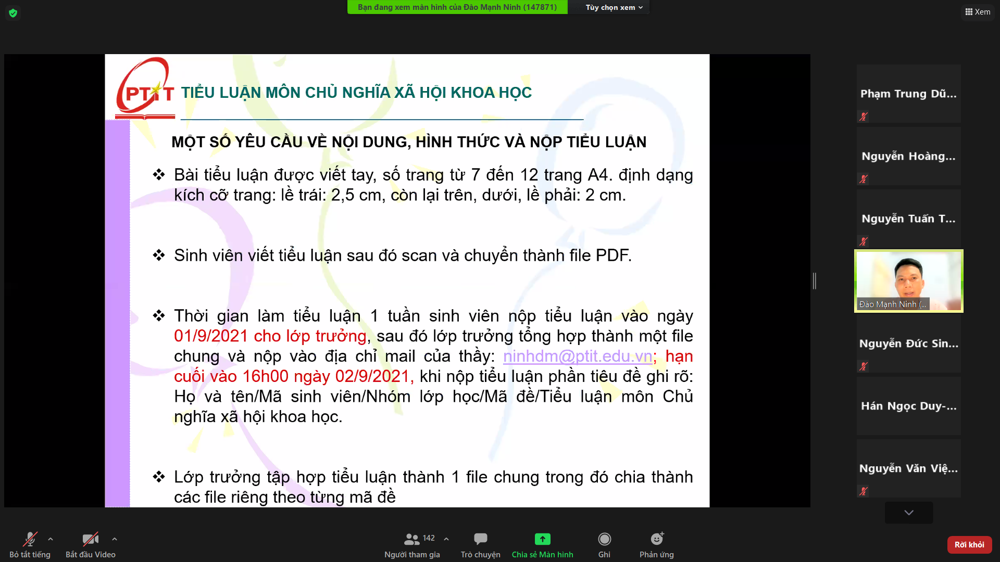 Bạn đang xem màn hình của Đào Mạnh Ninh (147871)
Tùy chọn xem
Xem
PTIT
TIỂU LUẬN MÔN CHỦ NGHĨA XÃ HỘI KHOA HỌC
MỘT SỐ YÊU CẦU VỀ NỘI DUNG, HÌNH THỨC VÀ NỘP TIỂU LUẬN
❖ Bài tiểu luận được viết tay, số trang từ 7 đến 12 trang A4. định dạng
kích cỡ trang: lề trái: 2,5 cm, còn lại trên, dưới, lề phải: 2 cm.
❖ Sinh viên viết tiểu luận sau đó scan và chuyển thành file PDF.
❖ Thời gian làm tiểu luận 1 tuần sinh viên nộp tiểu luận vào ngày
01/9/2021 cho lớp trưởng, sau đó lớp trưởng tổng hợp thành một file
chung và nộp vào địa chỉ mail của thầy: ninhdm@ptit.edu.vn; hạn
cuối vào 16h00 ngày 02/9/2021, khi nộp tiểu luận phần tiêu đề ghi rõ:
Họ và tên/Mã sinh viên/Nhóm lớp học/Mã đề/Tiểu luận môn Chủ
nghĩa xã hội khoa học.
❖ Lớp trưởng tập hợp tiểu luận thành 1 file chung trong đó chia thành
các file riêng theo từng mã đề
Phạm Trung Dũ...
Nguyễn Hoàng...
Nguyễn Tuấn T...
Đào Mạnh Ninh (...
Nguyễn Đức Sin...
Hán Ngọc Duy-...
Nguyễn Văn Việ...
Bỏ tắt tiếng
Bắt đầu Video
142
Người tham gia
Trò chuyện
Chia sẻ Màn hình
Ghi
Phản ứng
Rời khỏi